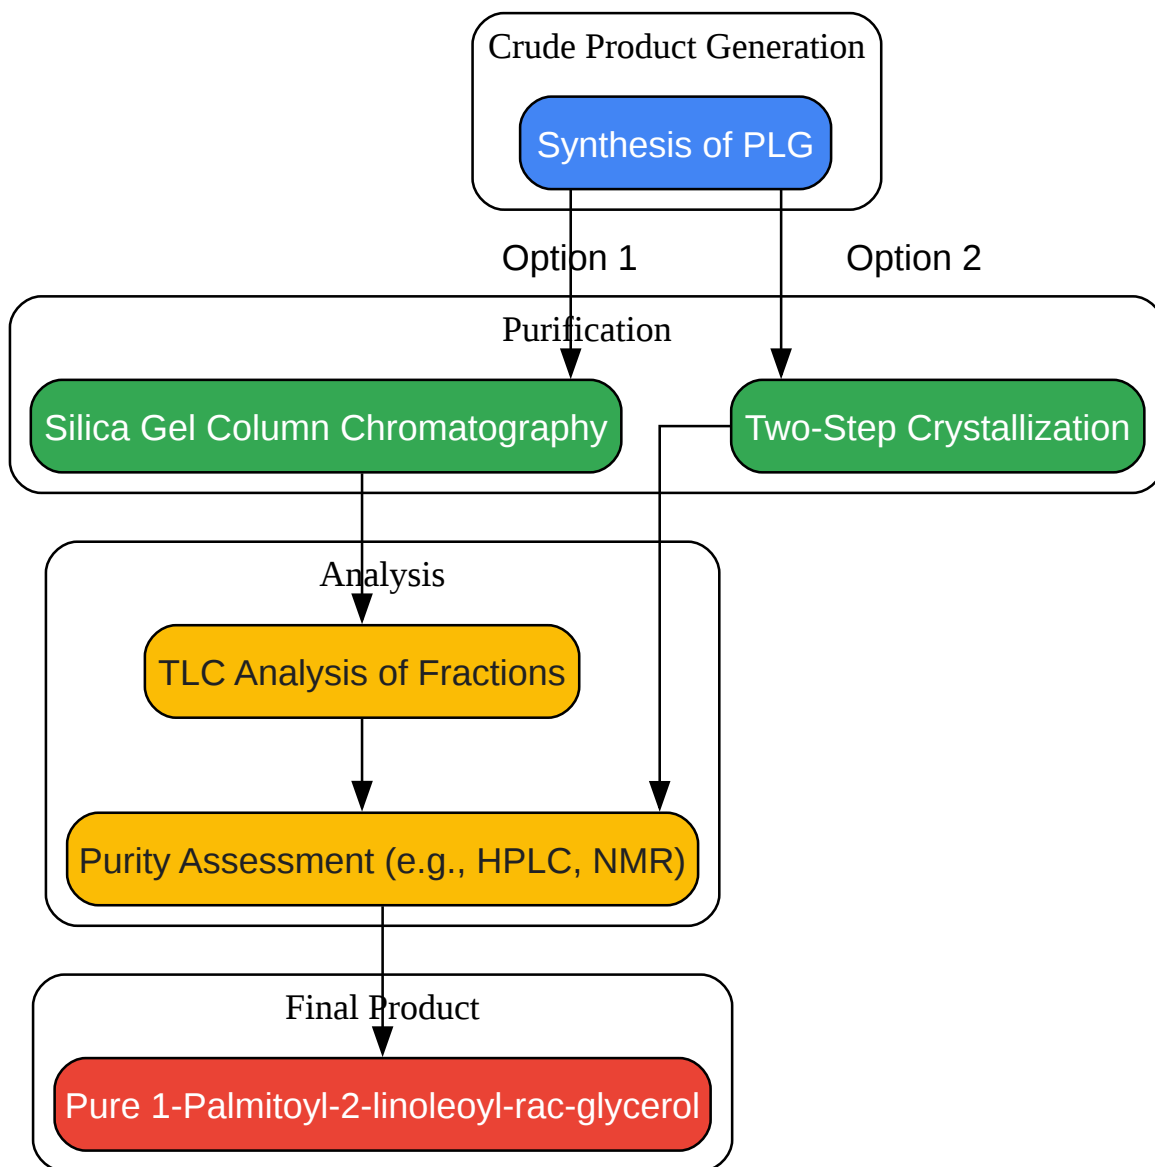 Crude Product Generation
Synthesis of PLG
Option 1
Option 2
Purification
Silica Gel Column Chromatography
Two-Step Crystallization
Analysis
TLC Analysis of Fractions
Purity Assessment (e.g., HPLC, NMR)
Final Product
Pure 1-Palmitoyl-2-linoleoyl-rac-glycerol